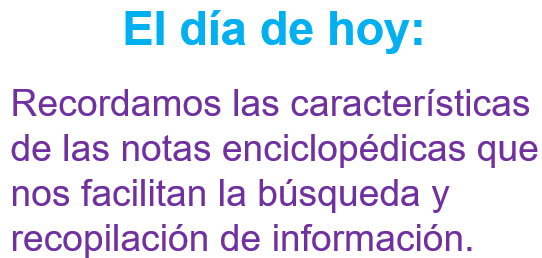 El día de hoy:
Recordamos las características
de las notas enciclopédicas que
nos facilitan la búsqueda y
recopilación de información.